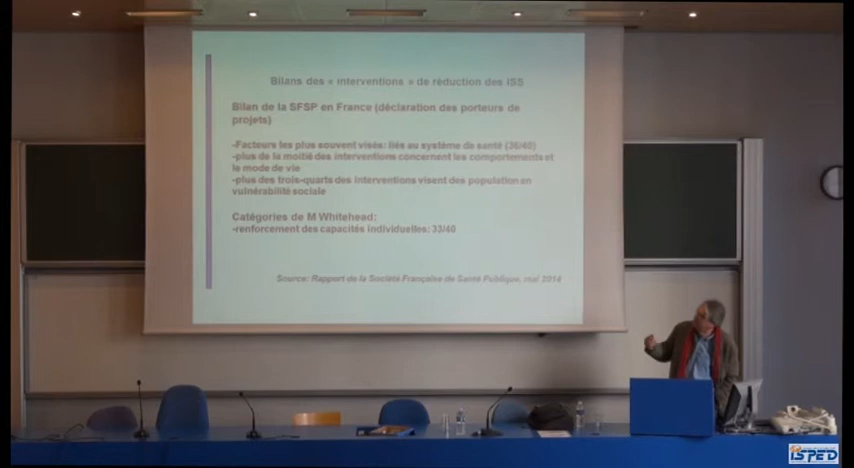 Bilans des « interventions » de réduction des ISS
Bilan de la SFSP en France (déclaration des porteurs de
projets)
-Facteurs les plus souvent visés: liés au système de santé (36/40)
-plus de la moitié des interventions concernent les comportements et
le mode de vie
-plus des trois-quarts des interventions visent des population en
vulnérabilité sociale
Catégories de M Whitehead:
-renforcement des capacités individuelles: 33/40
Source: Rapport de la Société Française de Santé Publique, mai 2014
ISPED